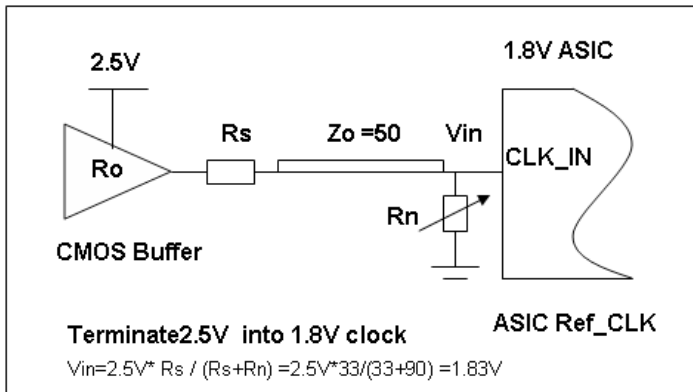 2.5V
1.8V ASIC
Rs
Zo =50
Vin
Ro
CLK_IN
Rn
CMOS Buffer
ASIC Ref_CLK
Terminate2.5V into 1.8V clock
Vin=2.5V* Rs / (Rs+Rn) =2.5V*33/(33+90) =1.83V